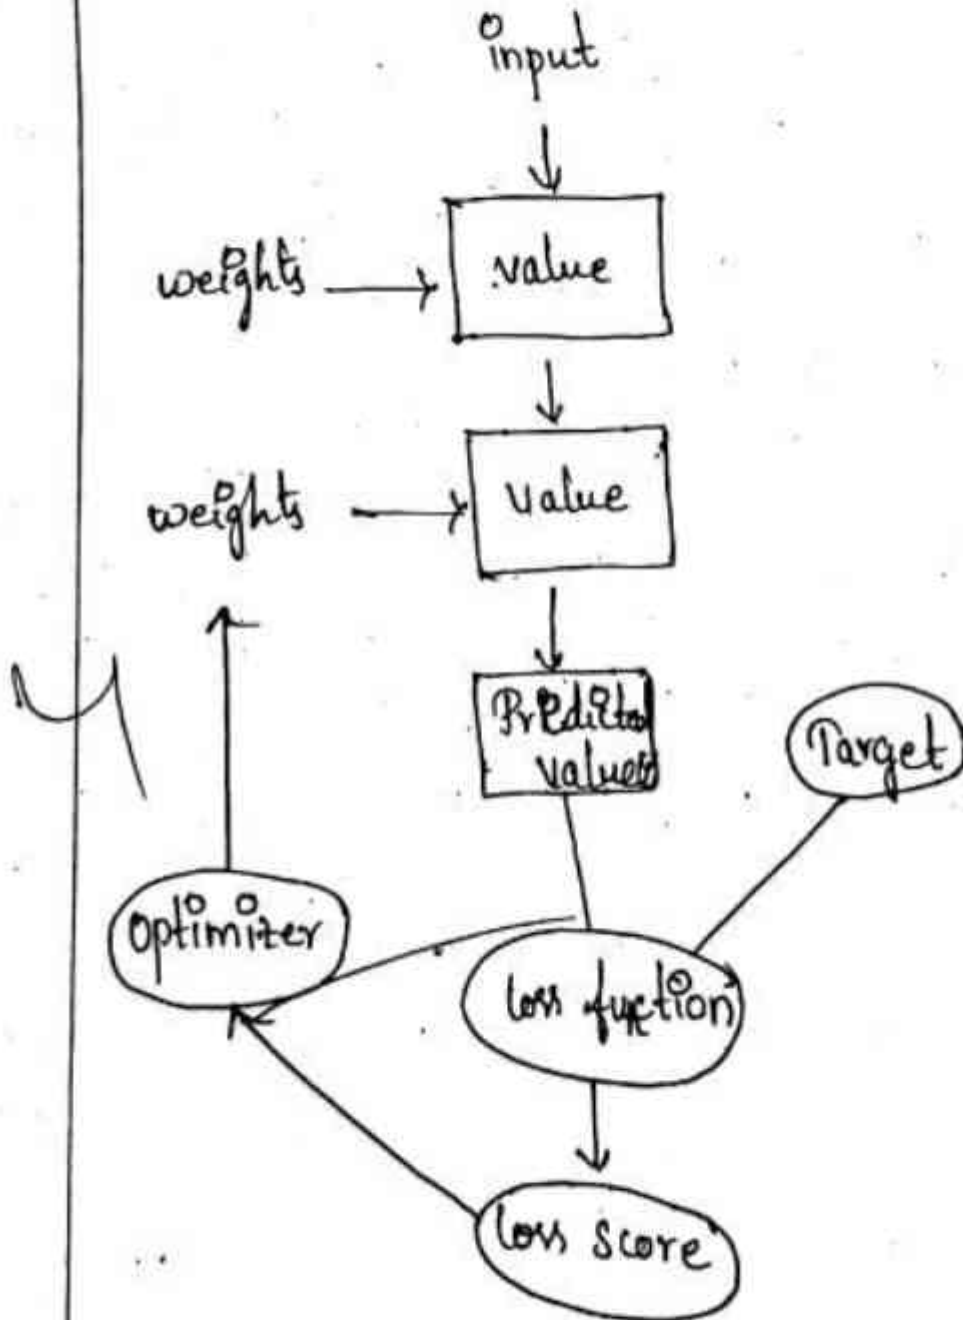 input
weights
value
weights
value
Predicted
values
Target
optimizer
loss fuction
loss score